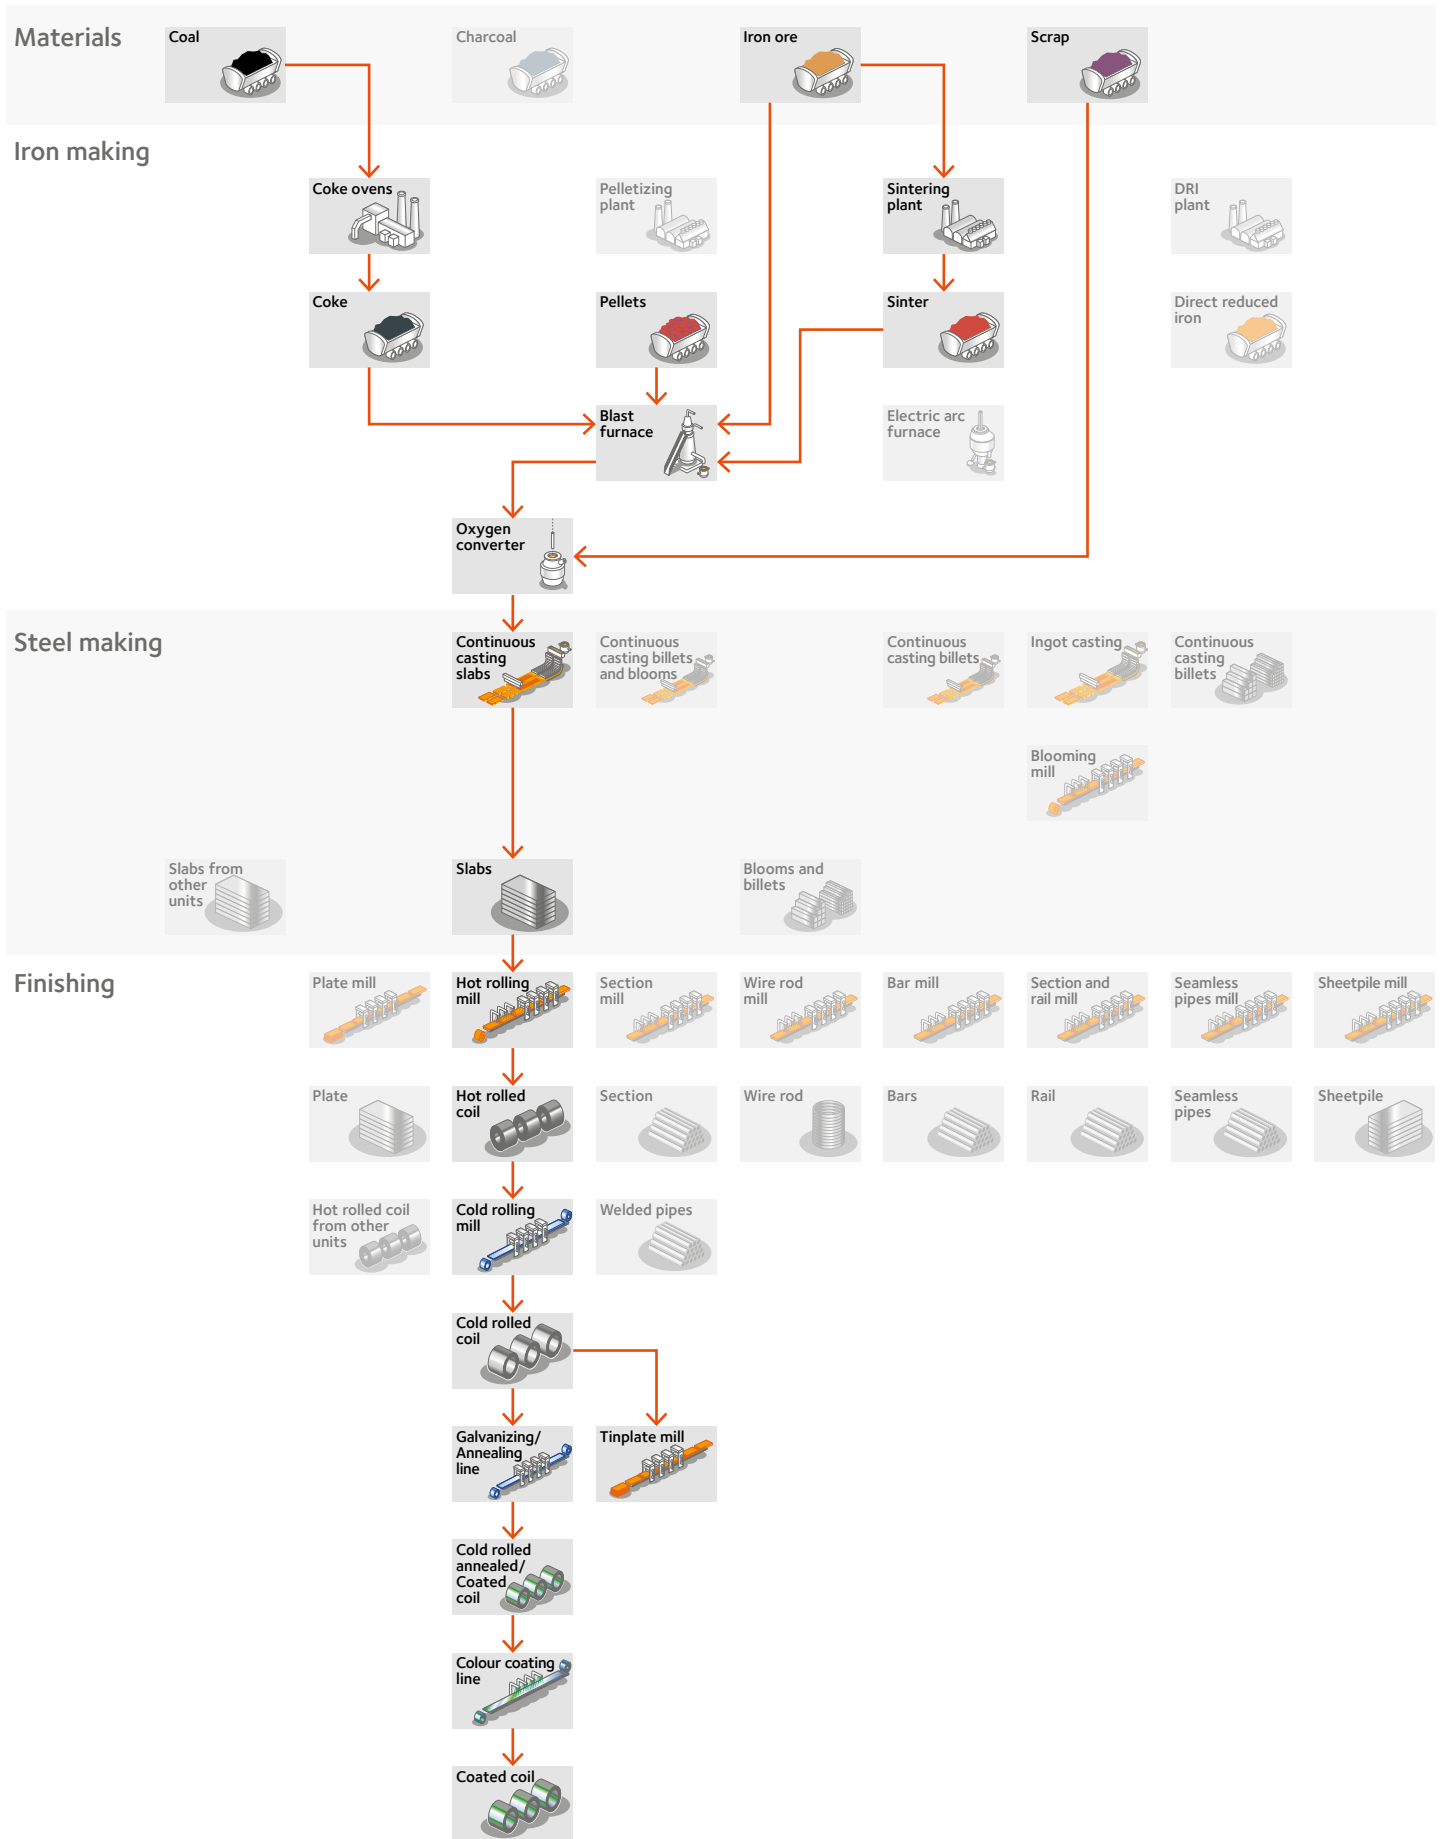 Materials
Coal
Charcoal
Iron ore
Scrap
Iron making
Coke ovens
Pelletizing
plant
Sintering
plant
DRI
plant
Coke
Pellets
Sinter
Direct reduced
iron
Blast
furnace
Electric arc
furnace
Oxygen
converter
Steel making
Continuous
casting
slabs
Continuous
casting billets
and blooms
Continuous
casting billets
Ingot casting
Continuous
casting
billets
Blooming
mill
Slabs from
other
units
Slabs
Blooms and
billets
Finishing
Plate mill
Hot rolling
mill
Section
mill
Wire rod
mill
Bar mill
Section and
rail mill
Seamless
pipes mill
Sheetpile mill
Plate
Hot rolled
coil
Section
Wire rod
Bars
Rail
Seamless
pipes
Sheetpile
Hot rolled coil
from other
units
Cold rolling
mill
Welded pipes
Cold rolled
coil
Galvanizing/
Annealing
line
Tinplate mill
Cold rolled
annealed/
Coated
coil
Colour coating
line
Coated coil